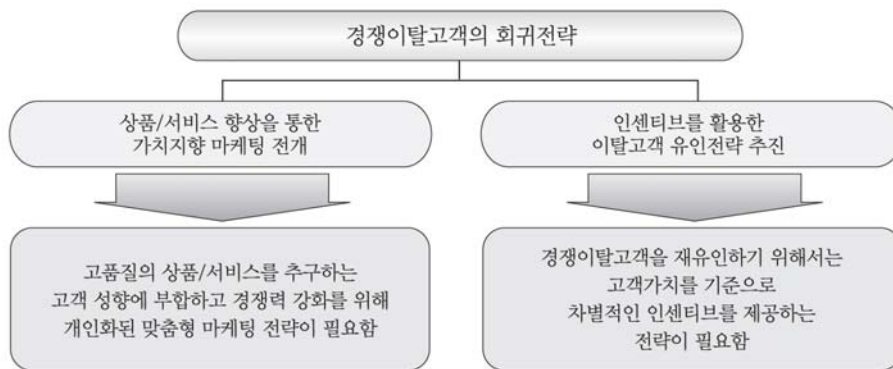 경쟁이탈고객의 회귀전략
상품/서비스 향상을 통한
가치지향 마케팅 전개
인센티브를 활용한
이탈고객 유인전략 추진
고품질의 상품/서비스를 추구하는
고객 성향에 부합하고 경쟁력 강화를 위해
개인화된 맞춤형 마케팅 전략이 필요함
경쟁이탈고객을 재유인하기 위해서는
고객가치를 기준으로
차별적인 인센티브를 제공하는
전략이 필요함